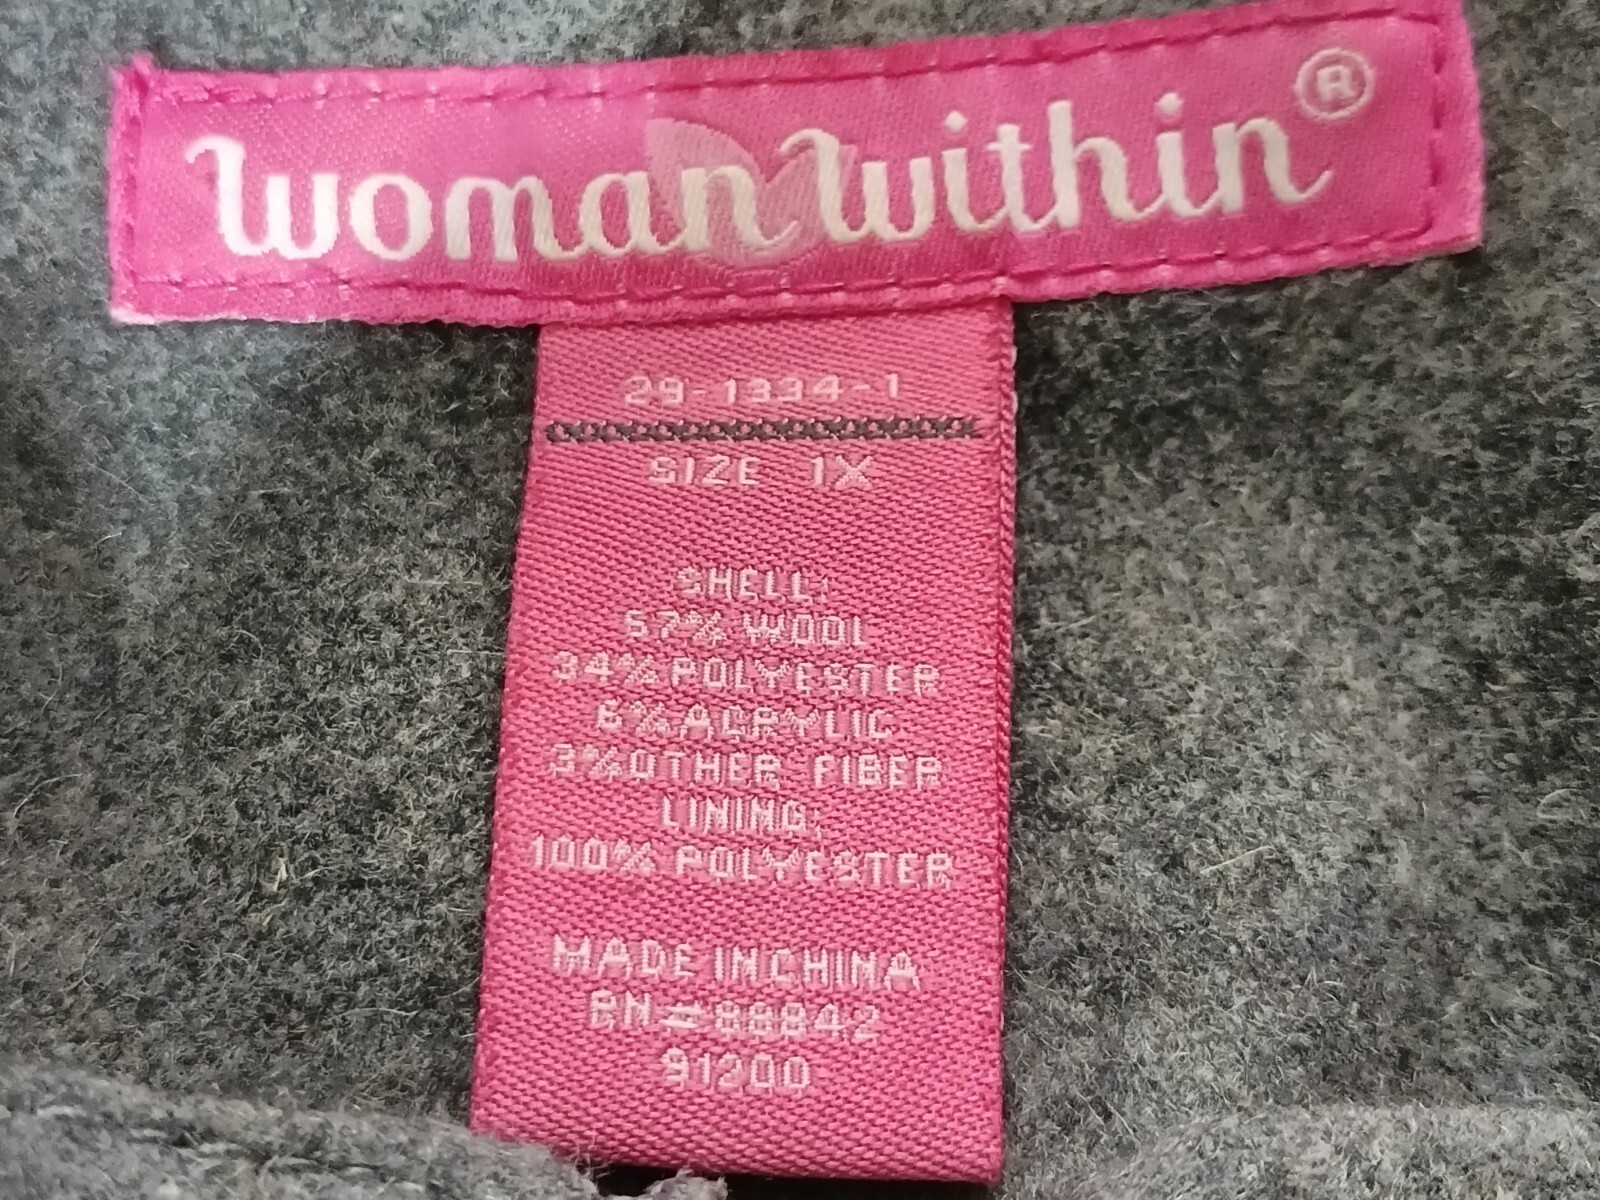 woman within®
29-1334-1
SIZE 1X
SHELL:
57% WOOL
34% POLYESTER
6% ACRYLIC
3% OTHER FIBER
LINING:
100% POLYESTER
MADE IN CHINA
RN#88842
91200